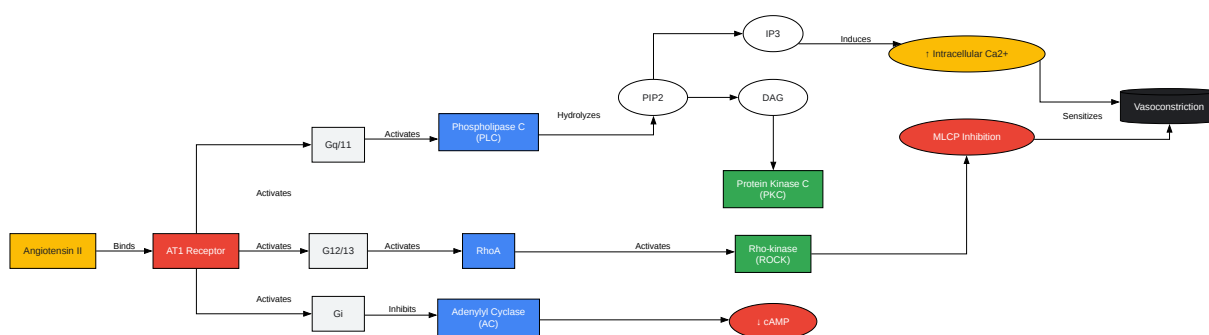 IP3
Induces
↑ Intracellular Ca2+
PIP2
DAG
Vasoconstriction
Hydrolyzes
Sensitizes
Gq/11
Activates
Phospholipase C
(PLC)
MLCP Inhibition
Protein Kinase C
(PKC)
Activates
Angiotensin II
Binds
AT1 Receptor
Activates
G12/13
Activates
RhoA
Activates
Rho-kinase
(ROCK)
Activates
Gi
Inhibits
Adenylyl Cyclase
(AC)
↓ cAMP